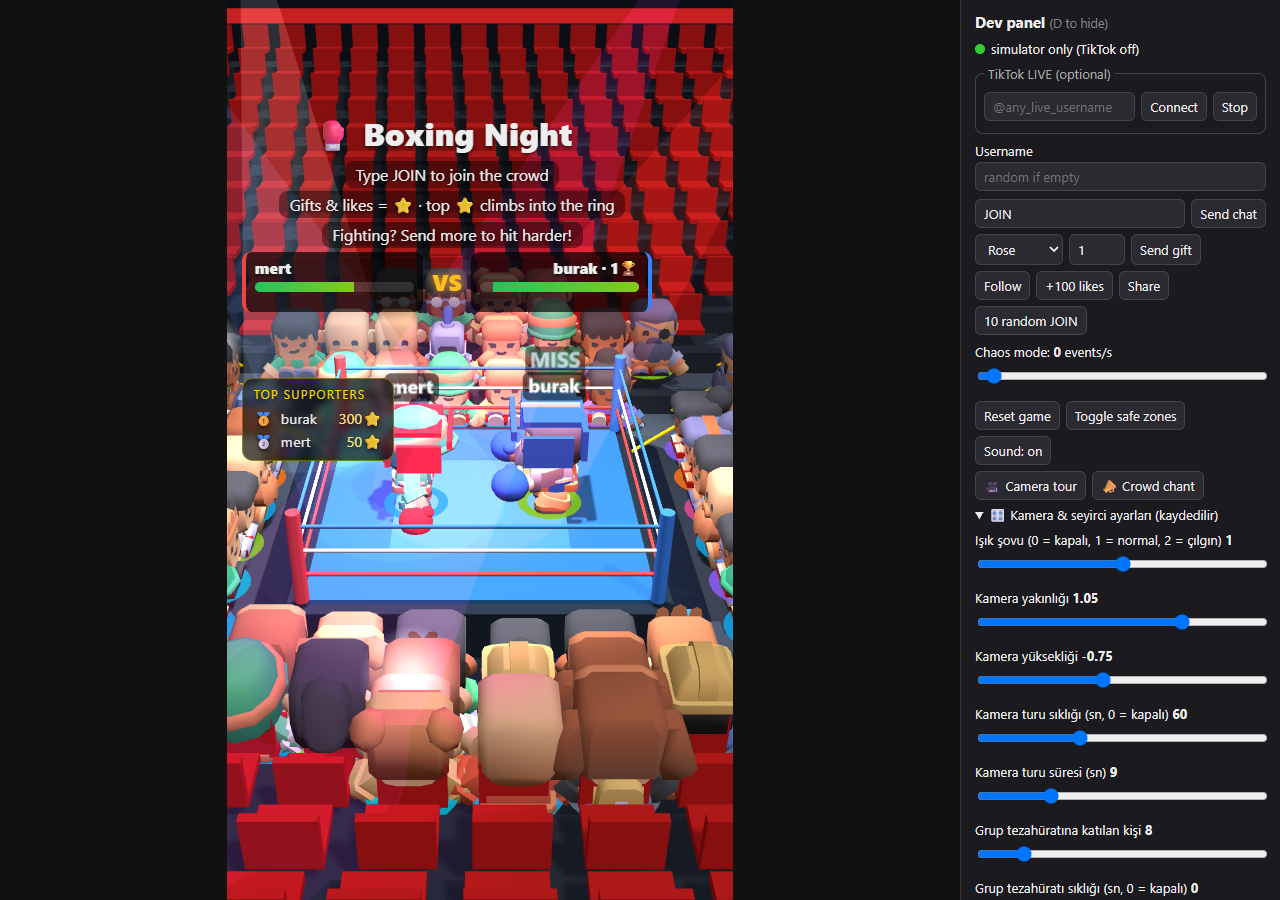 Boxing Night
Type JOIN to join the crowd
Gifts & likes = ⭐ · top ⭐ climbs into the ring
Fighting? Send more to hit harder!
mert
VS
burak · 1🏆
MISS
mert
burak
TOP SUPPORTERS
burak 300⭐
mert 50⭐
Dev panel (D to hide)
simulator only (TikTok off)
TikTok LIVE (optional)
@any_live_username
Connect
Stop
Username
random if empty
JOIN
Send chat
Rose
1
Send gift
Follow
+100 likes
Share
10 random JOIN
Chaos mode: 0 events/s
Reset game
Toggle safe zones
Sound: on
Camera tour
Crowd chant
Kamera & seyirci ayarları (kaydedilir)
Işık şovu (0 = kapalı, 1 = normal, 2 = çılgın) 1
Kamera yakınlığı 1.05
Kamera yüksekliği -0.75
Kamera turu sıklığı (sn, 0 = kapalı) 60
Kamera turu süresi (sn) 9
Grup tezahüratına katılan kişi 8
Grup tezahüratı sıklığı (sn, 0 = kapalı) 0